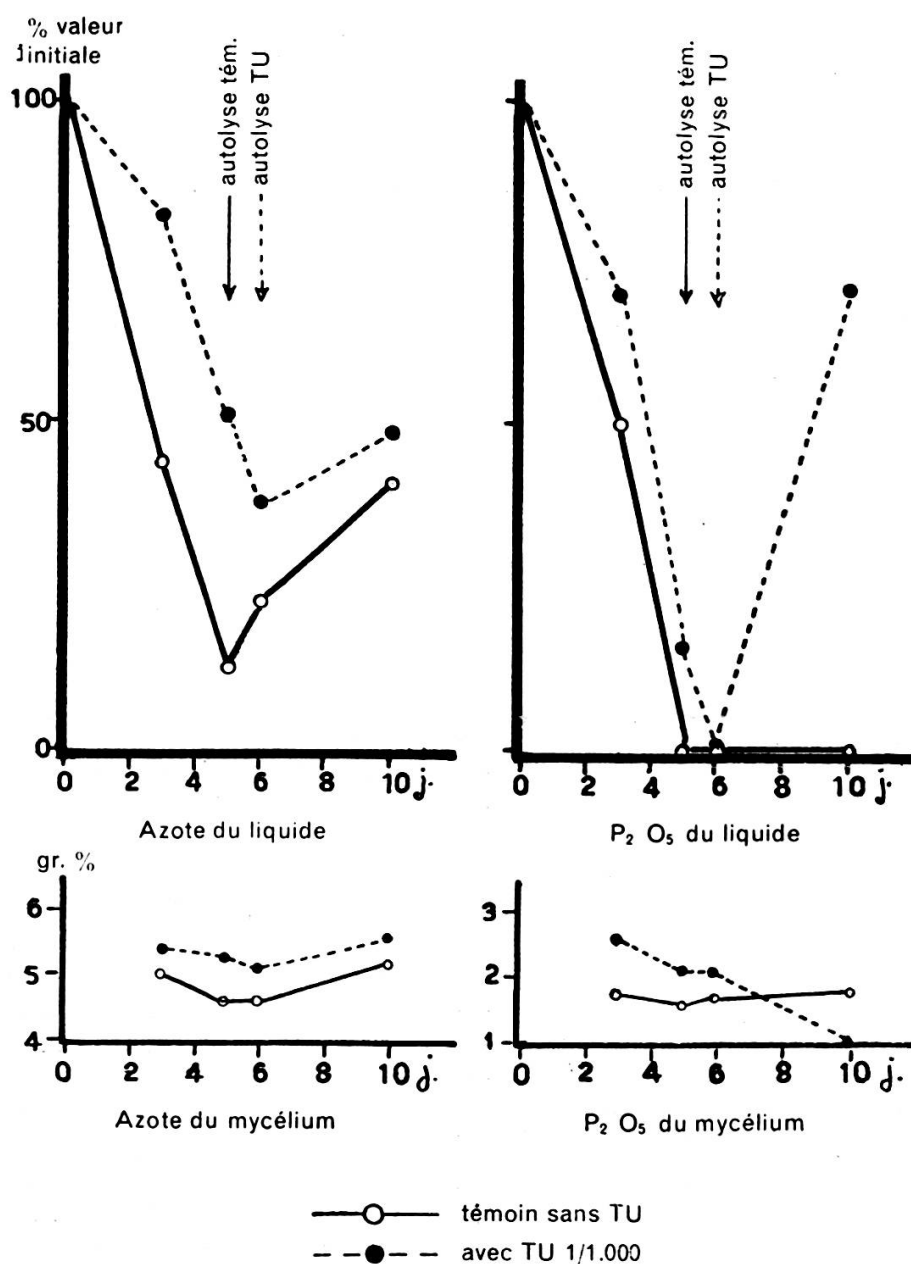 % valeur
initiale
autolyse tém.
autolyse TU
autolyse tém.
autolyse TU
100
50
0
0 2 4 6 8 10 j.
0 2 4 6 8 10 j.
Azote du liquide
P₂ O₅ du liquide
gr. %
6
5
4
0 2 4 6 8 10 j.
Azote du mycélium
3
2
1
0 2 4 6 8 10 j.
P₂ O₅ du mycélium
témoin sans TU
avec TU 1/1.000